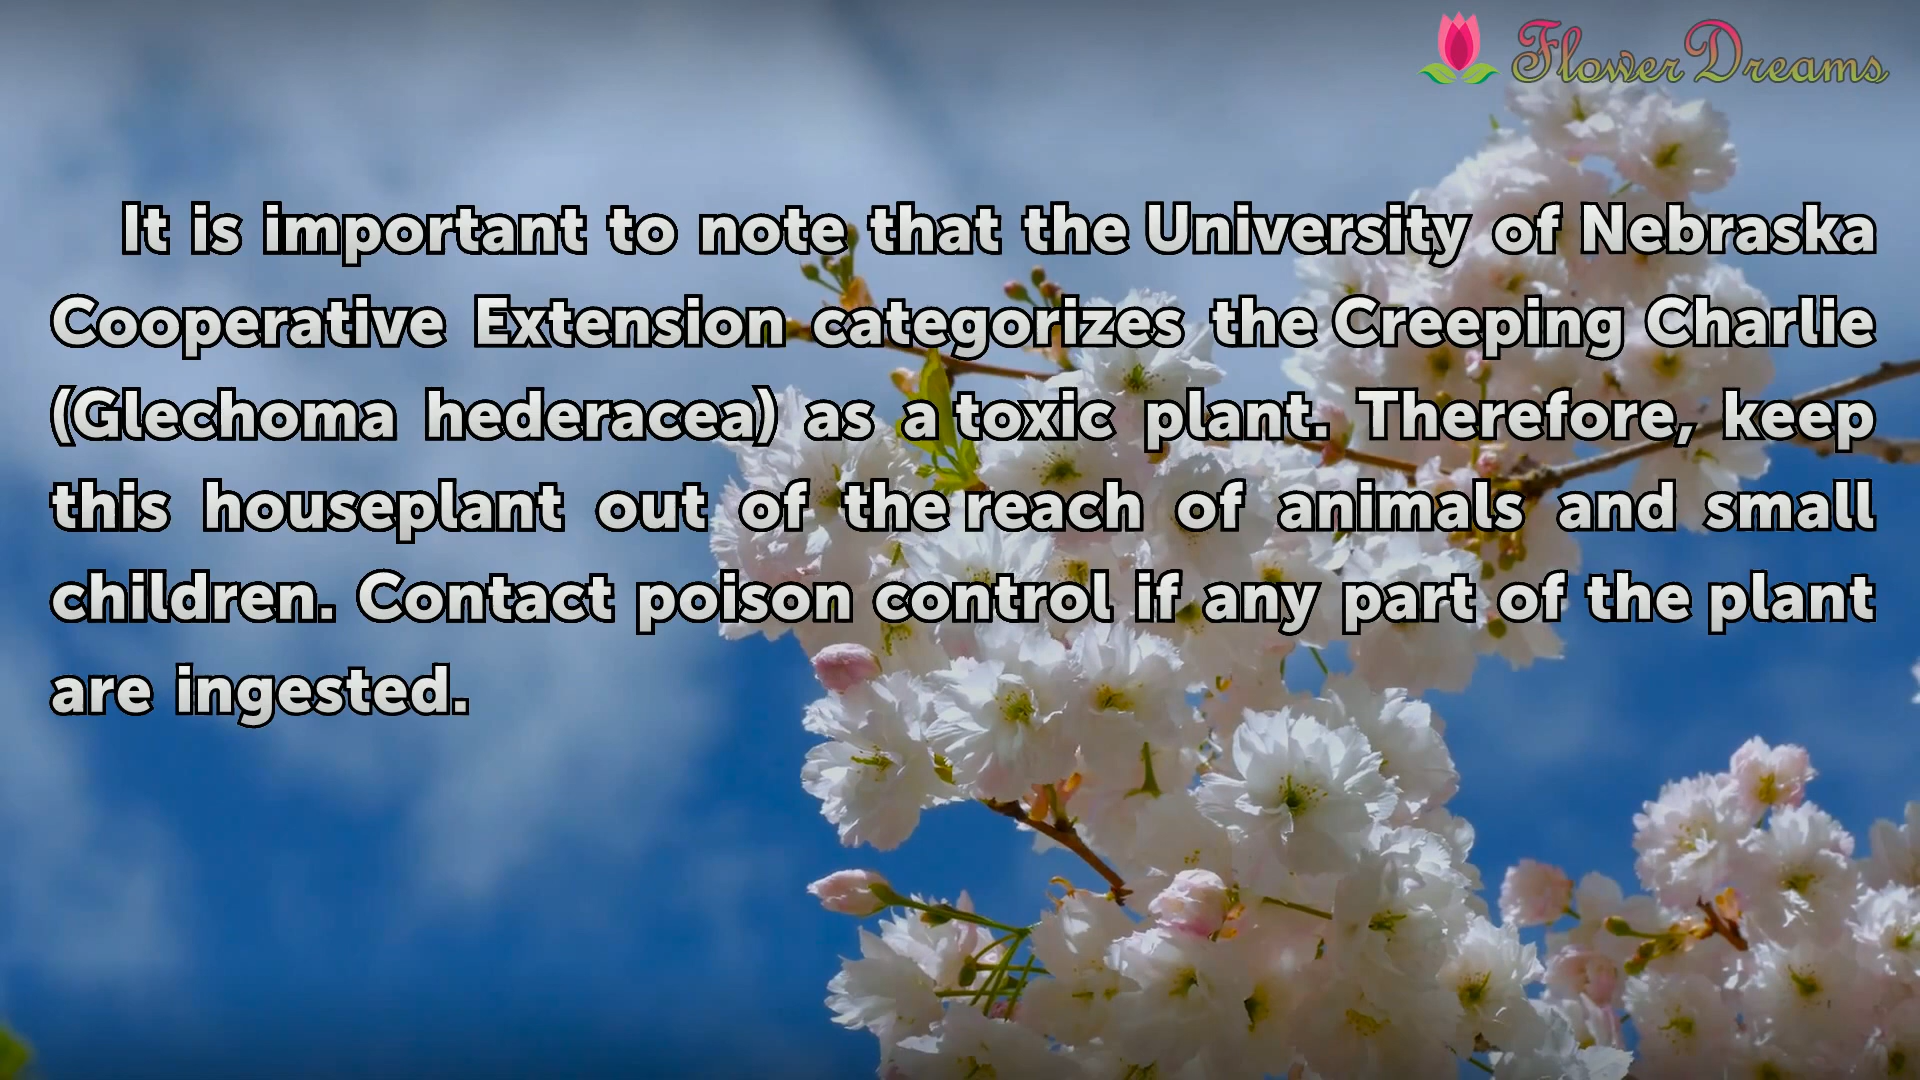 Flower Dreams
It is important to note that the University of Nebraska
Cooperative Extension categorizes the Creeping Charlie
(Glechoma hederacea) as a toxic plant. Therefore, keep
this houseplant out of the reach of animals and small
children. Contact poison control if any part of the plant
are ingested.